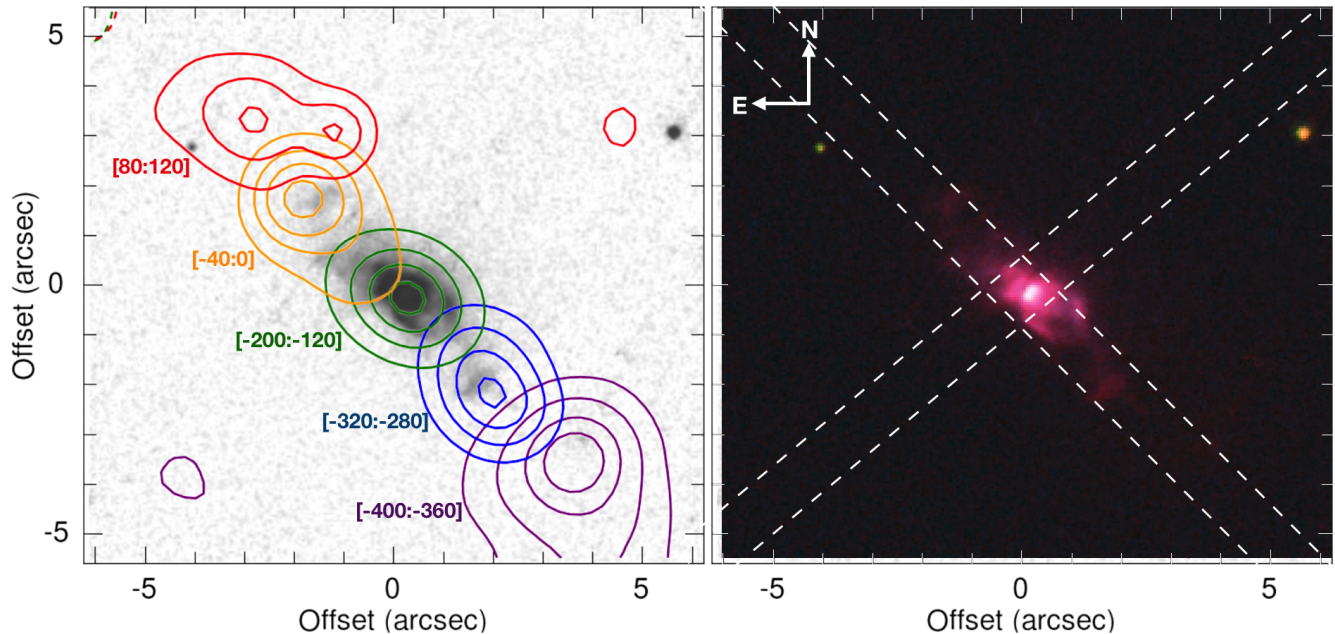 5
0
-5
Offset (arcsec)
[80:120]
[-40:0]
[-200:-120]
[-320:-280]
[-400:-360]
-5
0
5
Offset (arcsec)
N
E
-5
0
5
Offset (arcsec)